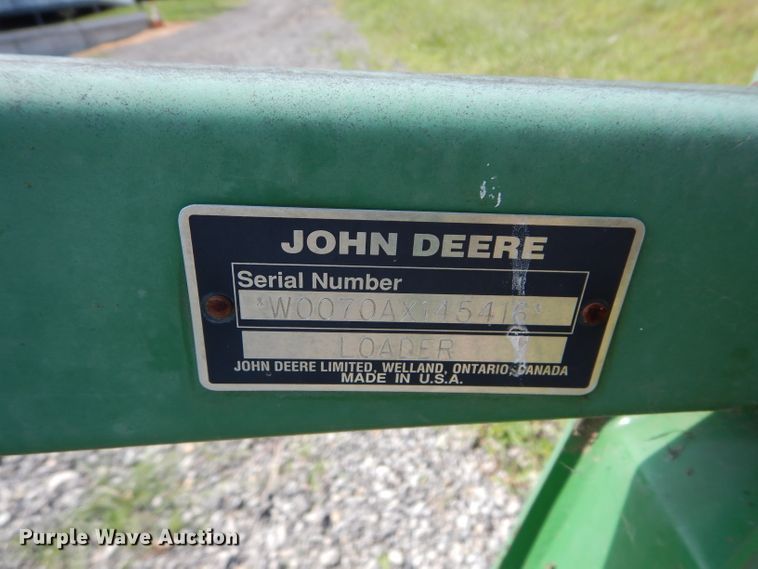 JOHN DEERE
Serial Number
*W0070AX145416*
LOADER
JOHN DEERE LIMITED, WELLAND, ONTARIO, CANADA
MADE IN U.S.A.
Purple Wave Auction